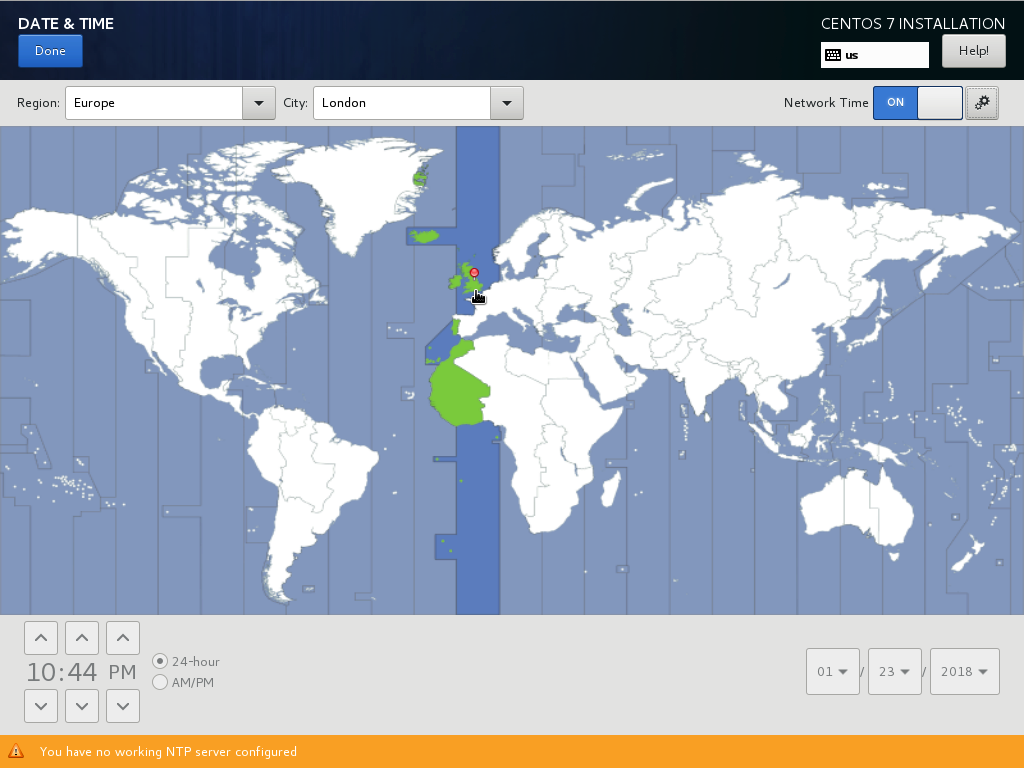 DATE & TIME
CENTOS 7 INSTALLATION
Done
us
Help!
Region:
Europe
City:
London
Network Time
ON
10:44 PM
24-hour
AM/PM
01 / 23 / 2018
You have no working NTP server configured